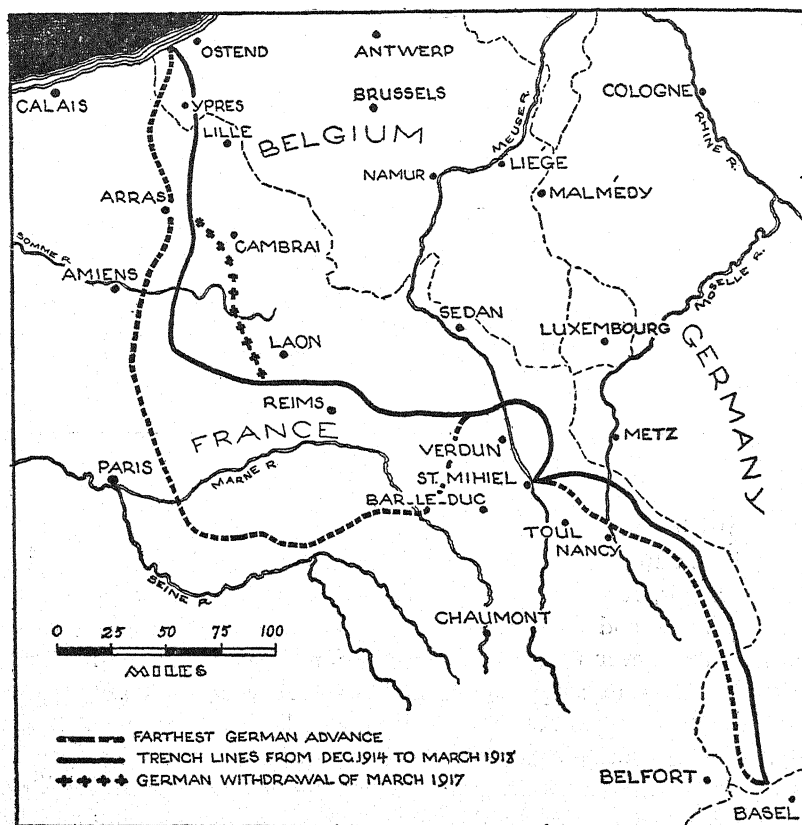 OSTEND
ANTWERP
CALAIS
YPRES
BRUSSELS
COLOGNE
LILLE
BELGIUM
MEUSE R.
RHINE R.
LIEGE
NAMUR
MALMÉDY
ARRAS
SOMME R.
CAMBRAI
AMIENS
MOSELLE R.
SEDAN
LUXEMBOURG
LAON
GERMANY
REIMS
FRANCE
VERDUN
METZ
PARIS
MARNE R.
ST. MIHIEL
BAR-LE-DUC
TOUL
NANCY
SEINE R.
CHAUMONT
0 25 50 75 100
MILES
FARTHEST GERMAN ADVANCE
TRENCH LINES FROM DEC.1914 TO MARCH 1918
GERMAN WITHDRAWAL OF MARCH 1917
BELFORT
BASEL